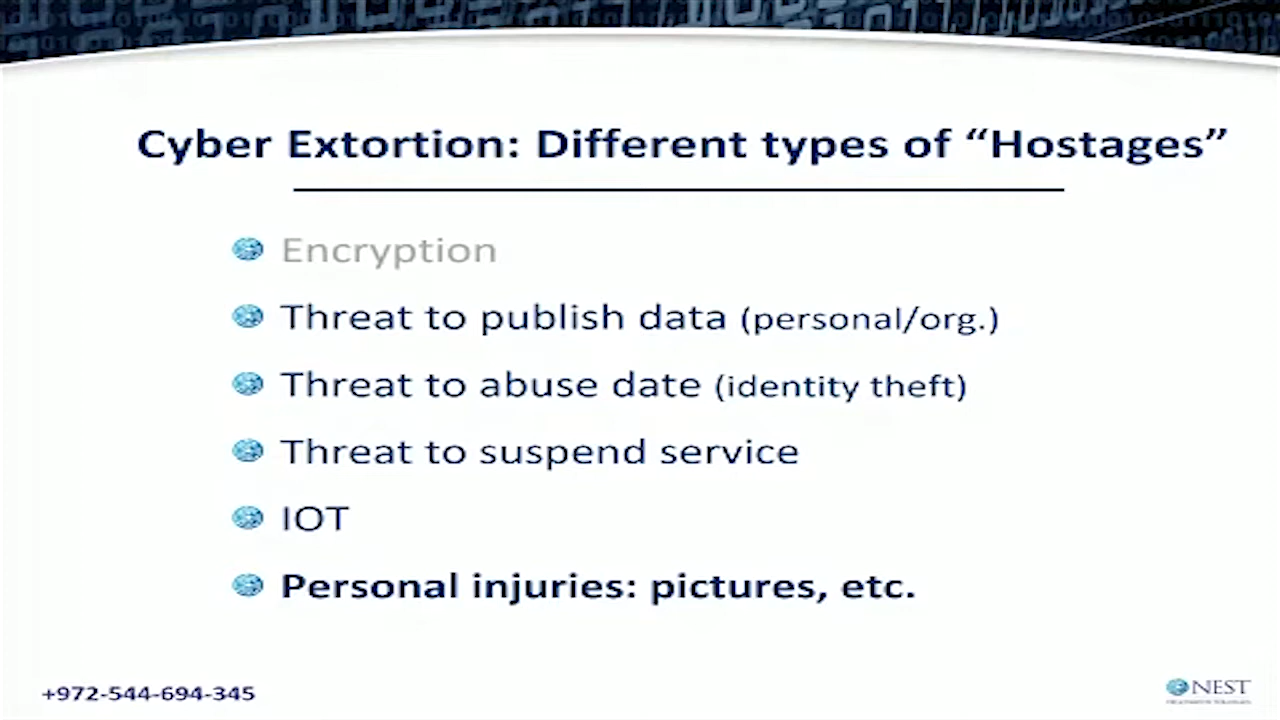 Cyber Extortion: Different types of “Hostages”
Encryption
Threat to publish data (personal/org.)
Threat to abuse date (identity theft)
Threat to suspend service
IOT
Personal injuries: pictures, etc.
+972-544-694-345
NEST